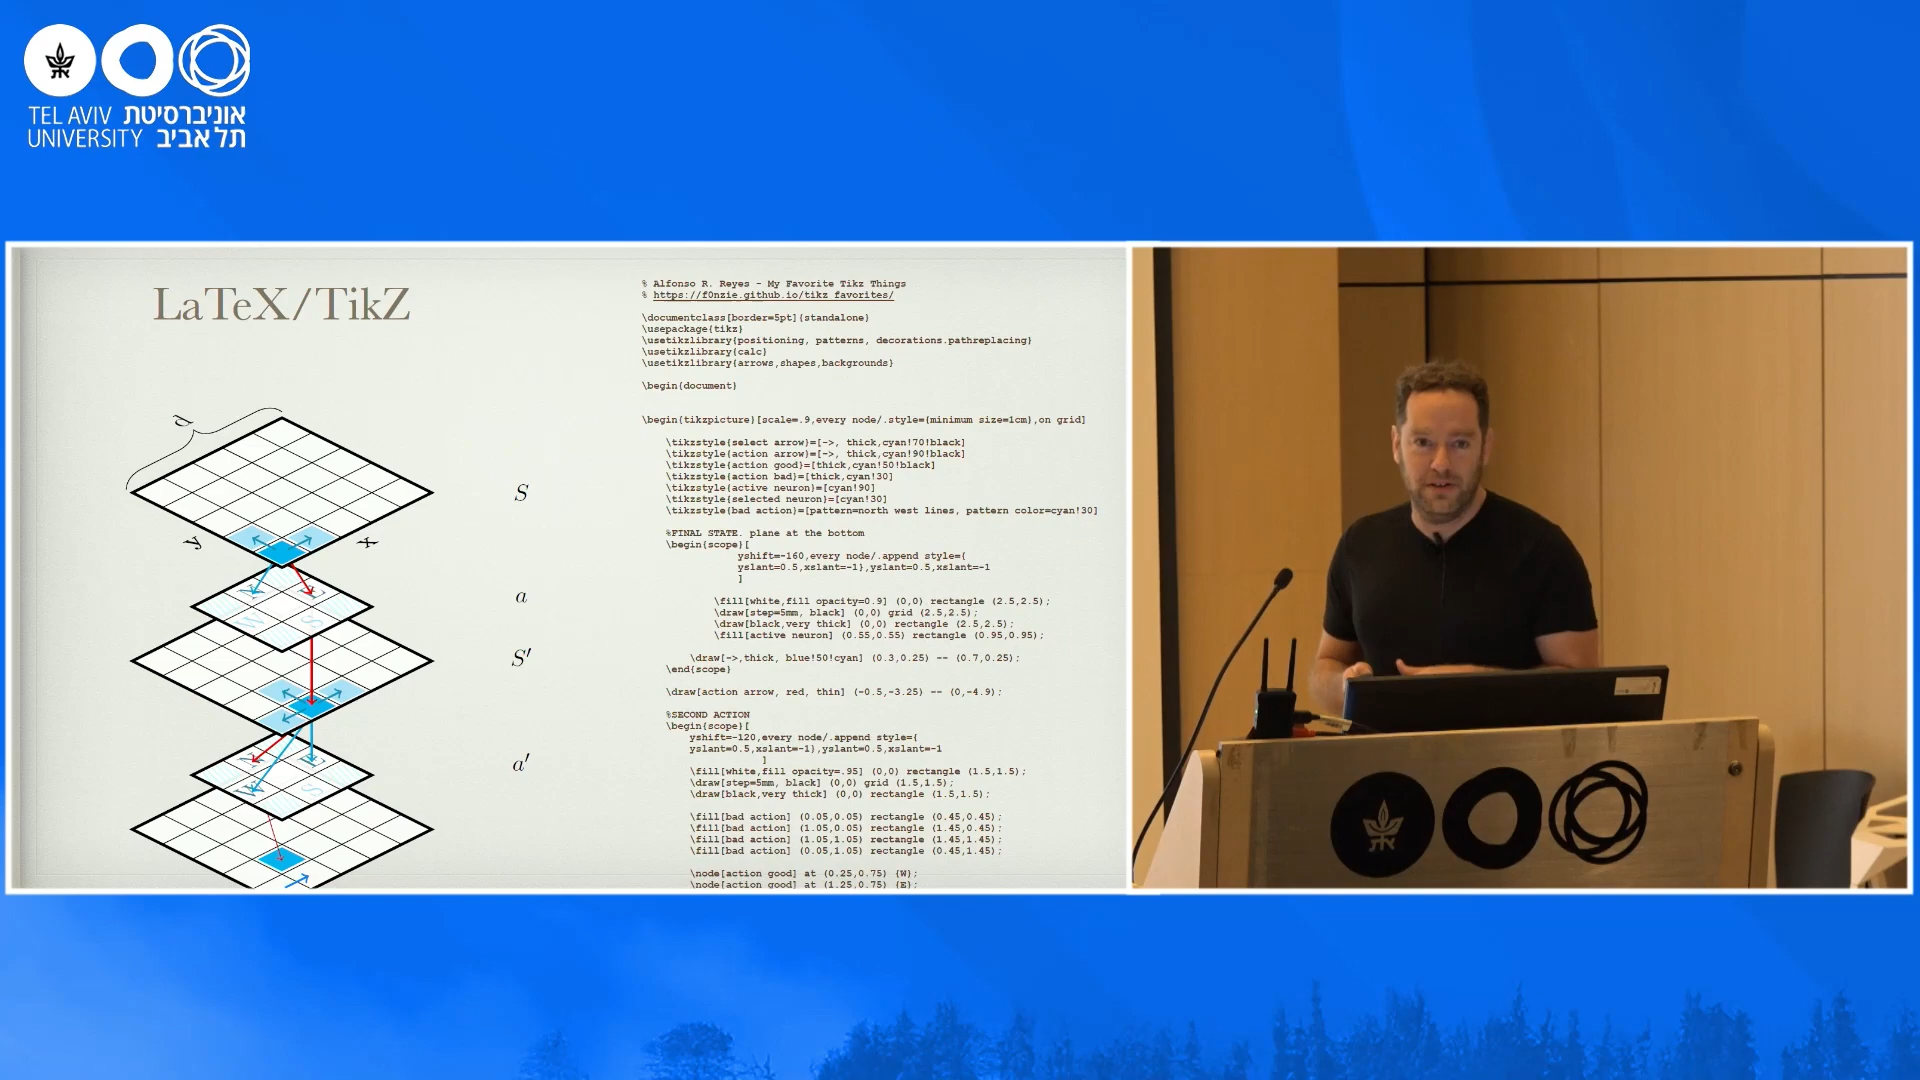 TEL AVIV אוניברסיטת
UNIVERSITY תל אביב
LaTeX/TikZ
d
y
x
S
a
S′
a′
N
E
W
S
N
E
W
S
% Alfonso R. Reyes - My Favorite Tikz Things
% https://f0nzie.github.io/tikz_favorites/
\documentclass[border=5pt]{standalone}
\usepackage{tikz}
\usetikzlibrary{positioning, patterns, decorations.pathreplacing}
\usetikzlibrary{calc}
\usetikzlibrary{arrows,shapes,backgrounds}
\begin{document}
\begin{tikzpicture}[scale=.9,every node/.style={minimum size=1cm},on grid]
\tikzstyle{select arrow}=[->, thick,cyan!70!black]
\tikzstyle{action arrow}=[->, thick,cyan!90!black]
\tikzstyle{action good}=[thick,cyan!50!black]
\tikzstyle{action bad}=[thick,cyan!30]
\tikzstyle{active neuron}=[cyan!90]
\tikzstyle{selected neuron}=[cyan!30]
\tikzstyle{bad action}=[pattern=north west lines, pattern color=cyan!30]
%FINAL STATE. plane at the bottom
\begin{scope}[
yshift=-160,every node/.append style={
yslant=0.5,xslant=-1},yslant=0.5,xslant=-1
]
\fill[white,fill opacity=0.9] (0,0) rectangle (2.5,2.5);
\draw[step=5mm, black] (0,0) grid (2.5,2.5);
\draw[black,very thick] (0,0) rectangle (2.5,2.5);
\fill[active neuron] (0.55,0.55) rectangle (0.95,0.95);
\draw[->,thick, blue!50!cyan] (0.3,0.25) -- (0.7,0.25);
\end{scope}
\draw[action arrow, red, thin] (-0.5,-3.25) -- (0,-4.9);
%SECOND ACTION
\begin{scope}[
yshift=-120,every node/.append style={
yslant=0.5,xslant=-1},yslant=0.5,xslant=-1
]
\fill[white,fill opacity=.95] (0,0) rectangle (1.5,1.5);
\draw[step=5mm, black] (0,0) grid (1.5,1.5);
\draw[black,very thick] (0,0) rectangle (1.5,1.5);
\fill[bad action] (0.05,0.05) rectangle (0.45,0.45);
\fill[bad action] (1.05,0.05) rectangle (1.45,0.45);
\fill[bad action] (1.05,1.05) rectangle (1.45,1.45);
\fill[bad action] (0.05,1.05) rectangle (0.45,1.45);
\node[action good] at (0.25,0.75) {W};
\node[action good] at (1.25,0.75) {E};